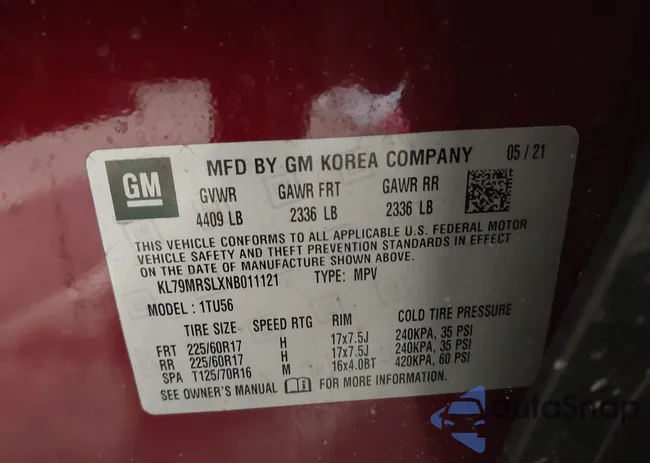 GM
MFD BY GM KOREA COMPANY 05 / 21
GVWR GAWR FRT GAWR RR
4409 LB 2336 LB 2336 LB
THIS VEHICLE CONFORMS TO ALL APPLICABLE U.S. FEDERAL MOTOR
VEHICLE SAFETY AND THEFT PREVENTION STANDARDS IN EFFECT
ON THE DATE OF MANUFACTURE SHOWN ABOVE.
KL79MRSLXNB011121 TYPE: MPV
MODEL : 1TU56
TIRE SIZE SPEED RTG RIM COLD TIRE PRESSURE
FRT 225/60R17 H 17x7.5J 240KPA, 35 PSI
RR 225/60R17 H 17x7.5J 240KPA, 35 PSI
SPA T125/70R16 M 16x4.0BT 420KPA, 60 PSI
SEE OWNER'S MANUAL FOR MORE INFORMATION.
autoSnap